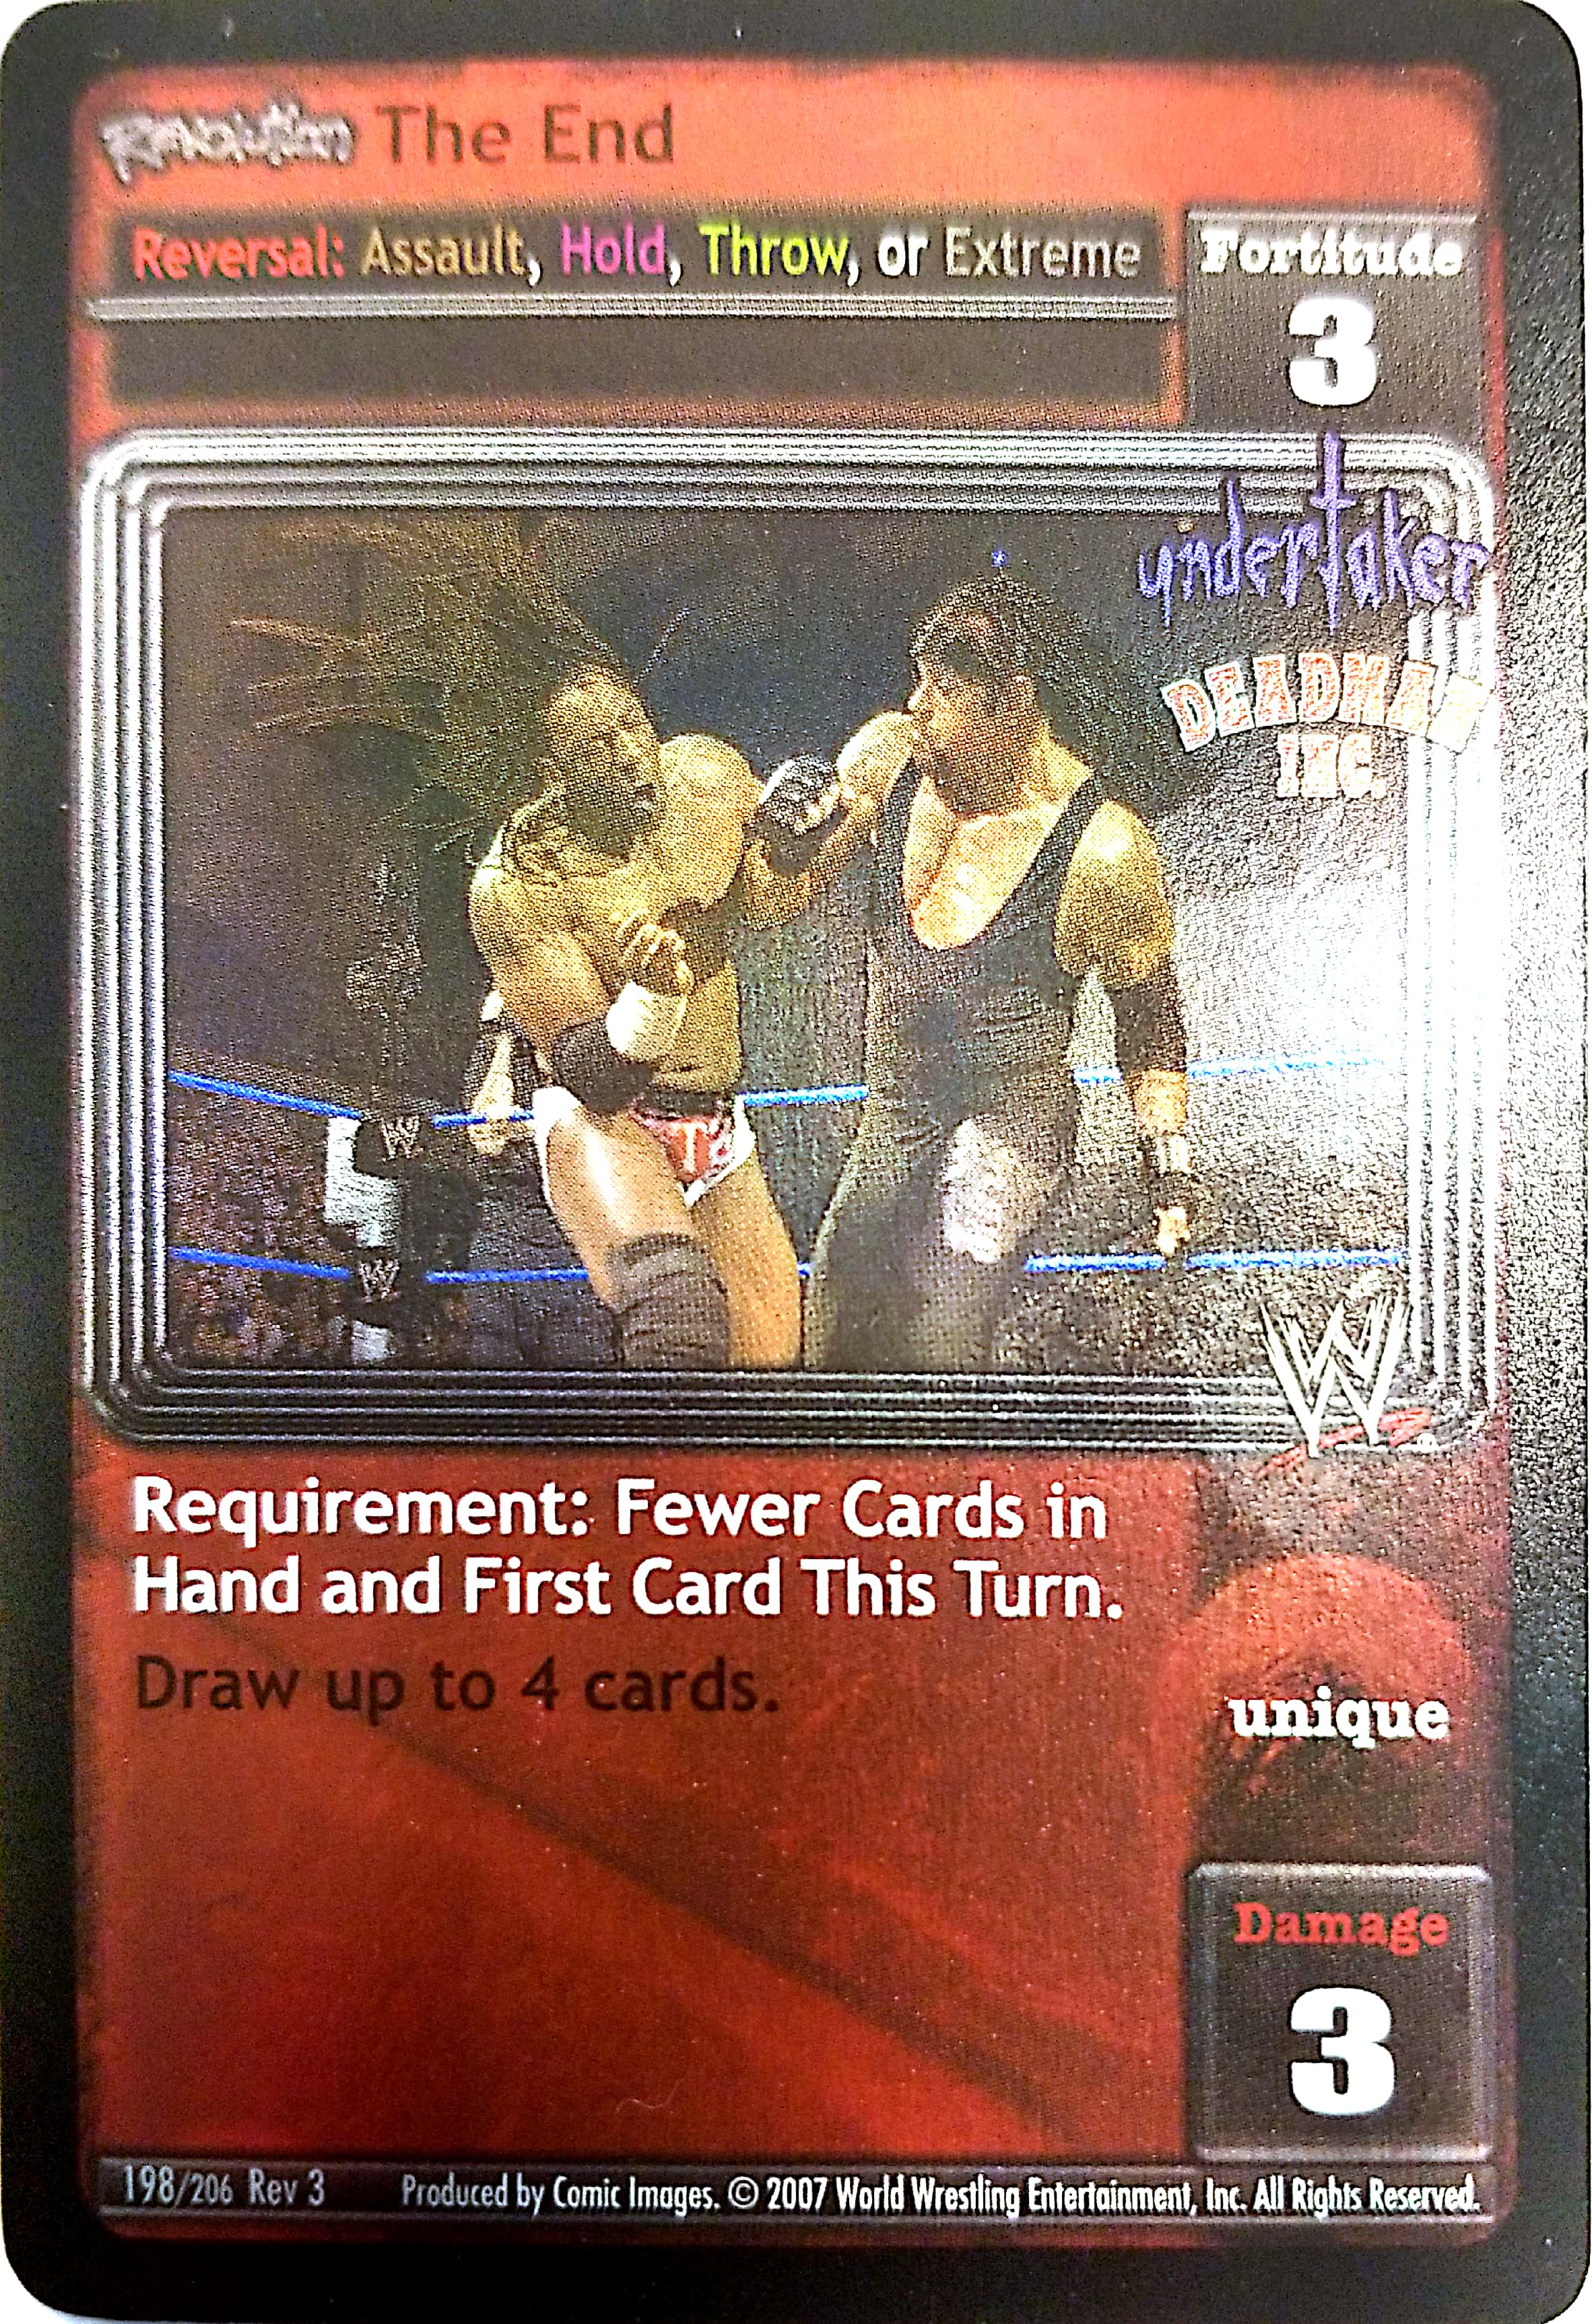 Revolution The End
Reversal: Assault, Hold, Throw, or Extreme
Fortitude
3
undertaker
DEADMAN
INC.
W
W
W
Requirement: Fewer Cards in
Hand and First Card This Turn.
Draw up to 4 cards.
unique
Damage
3
198/206 Rev 3 Produced by Comic Images. © 2007 World Wrestling Entertainment, Inc. All Rights Reserved.